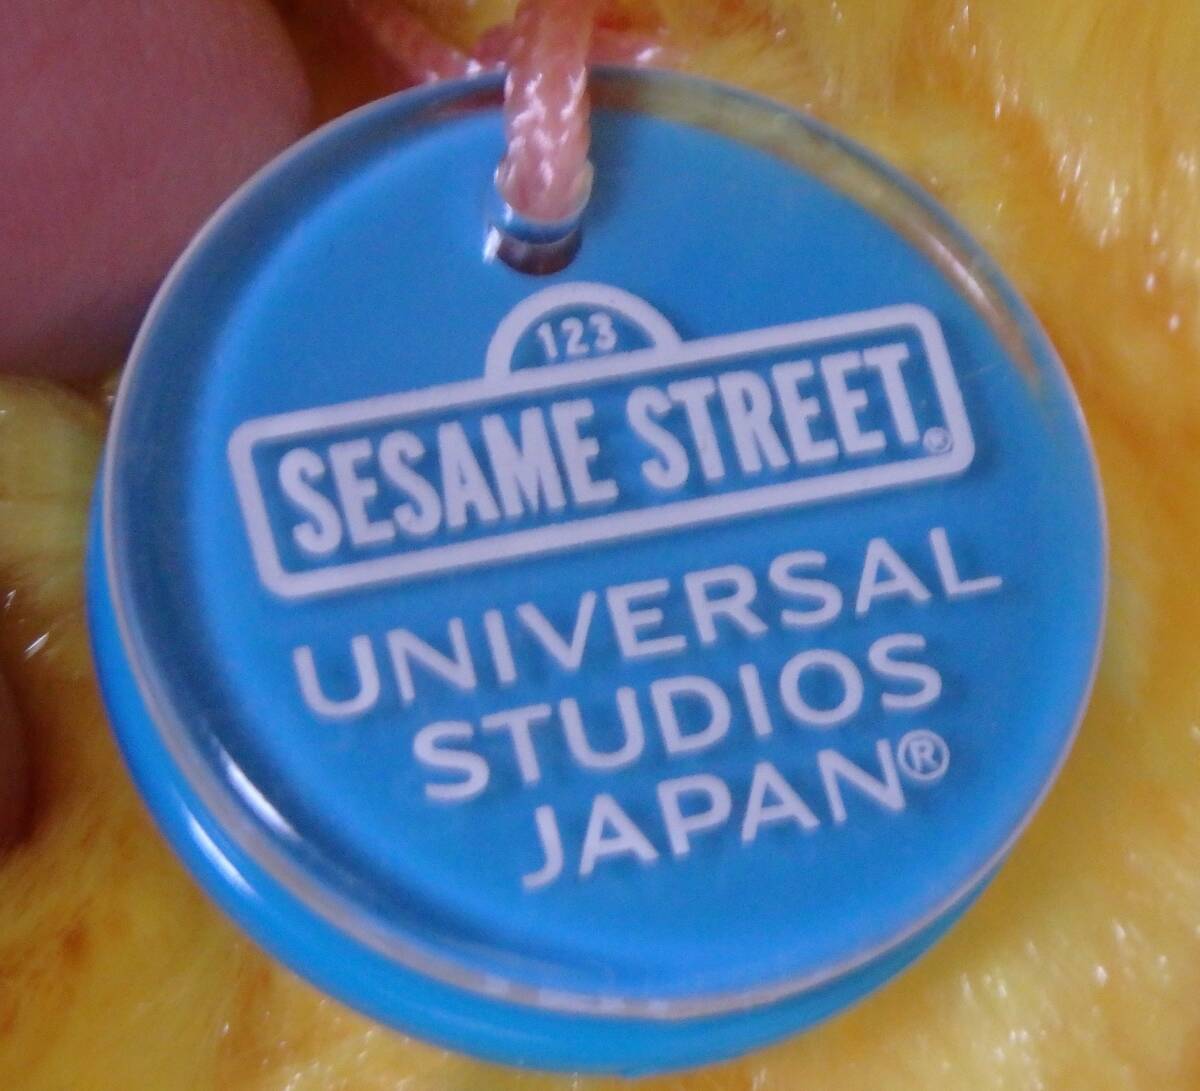 123
SESAME STREET®
UNIVERSAL
STUDIOS
JAPAN®